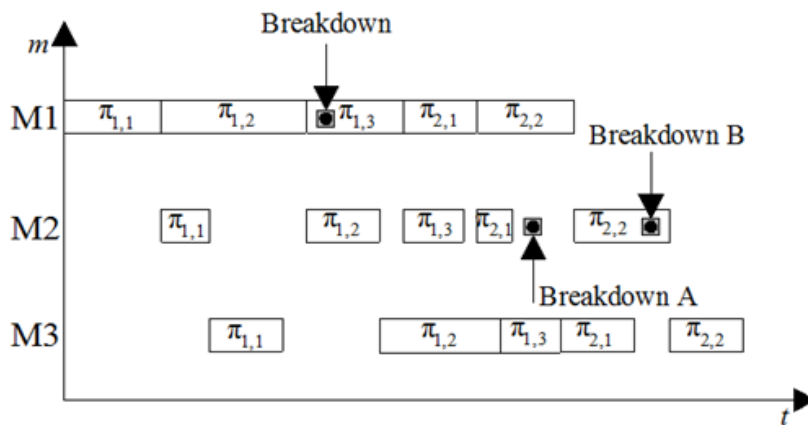 Breakdown
m
M1 π1,1 π1,2 π1,3 π2,1 π2,2
Breakdown B
M2 π1,1 π1,2 π1,3 π2,1 π2,2
Breakdown A
M3 π1,1 π1,2 π1,3 π2,1 π2,2
t